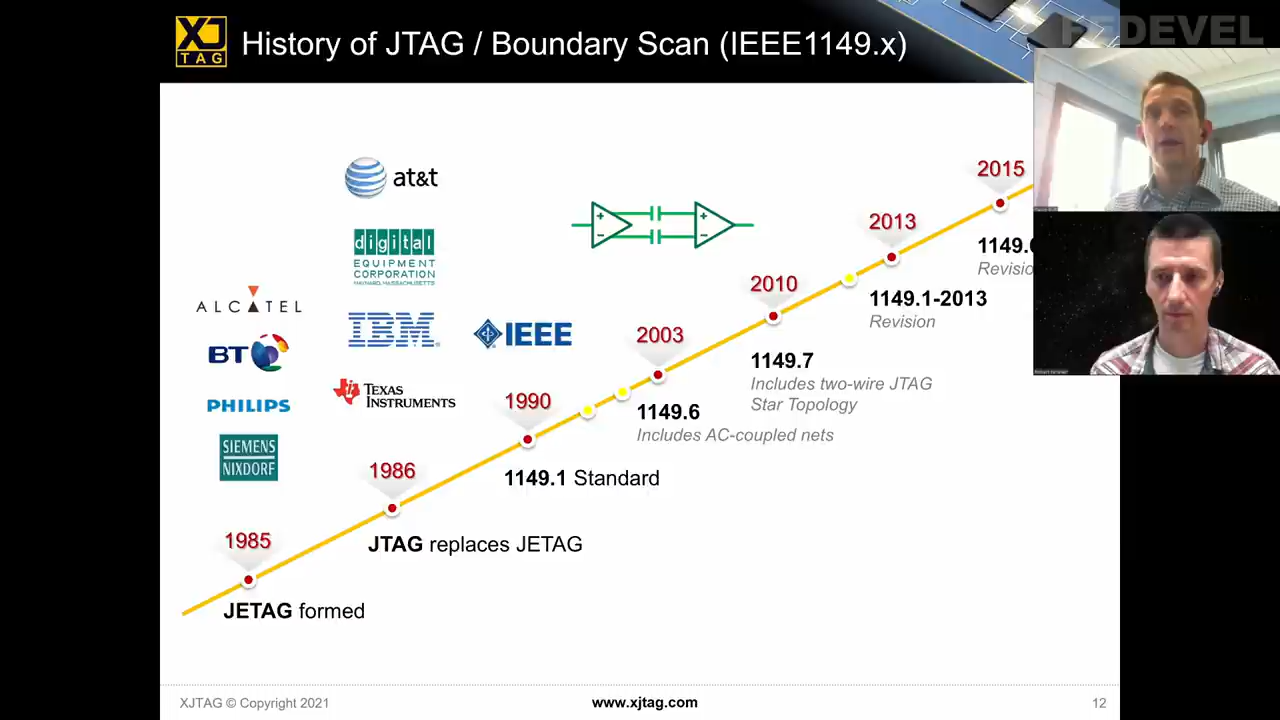 XJ
TAG
History of JTAG / Boundary Scan (IEEE1149.x)
FEDEVEL
at&t
digital
EQUIPMENT
CORPORATION
MAYNARD, MASSACHUSETTS
ALCATEL
BT
IBM
IEEE
PHILIPS
TEXAS
INSTRUMENTS
SIEMENS
NIXDORF
1985
JETAG formed
1986
JTAG replaces JETAG
1990
1149.1 Standard
2003
1149.6
Includes AC-coupled nets
2010
1149.7
Includes two-wire JTAG
Star Topology
2013
1149.1-2013
Revision
2015
1149.
Revisio
XJTAG © Copyright 2021
www.xjtag.com
12